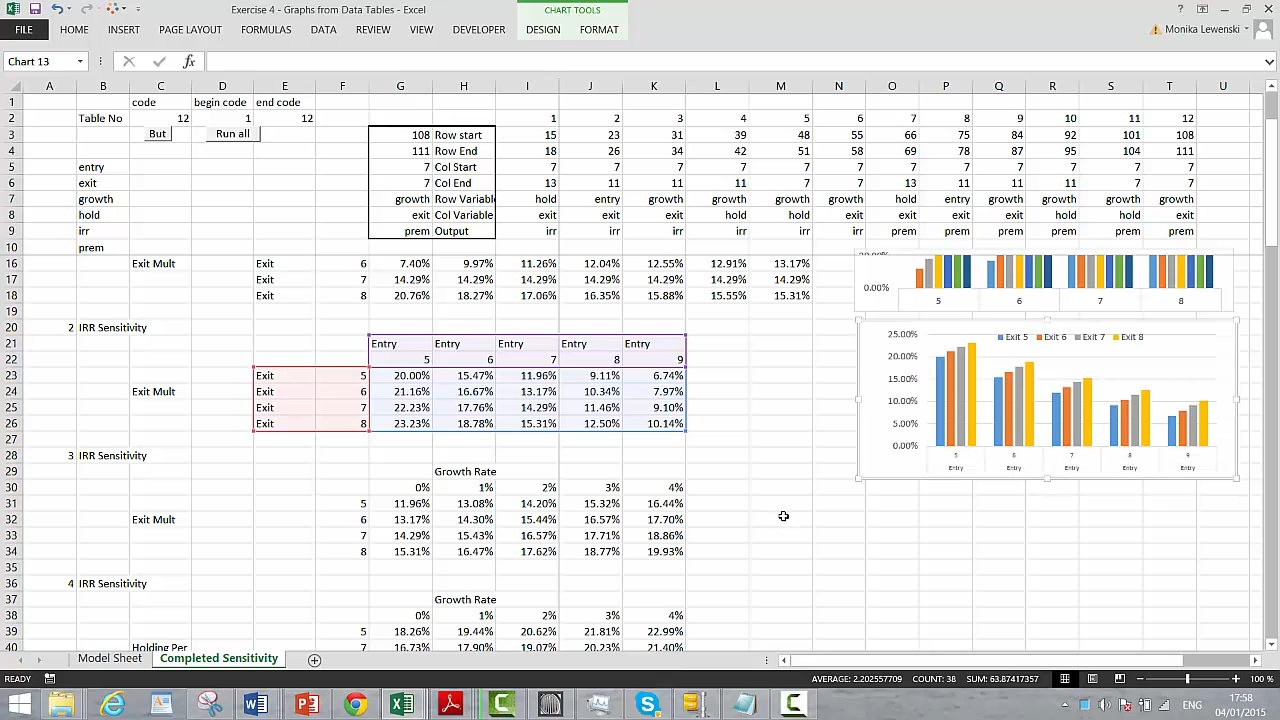 Exercise 4 - Graphs from Data Tables - Excel
CHART TOOLS
?
FILE HOME INSERT PAGE LAYOUT FORMULAS DATA REVIEW VIEW DEVELOPER DESIGN FORMAT Monika Lewenski
Chart 13 fx
A B C D E F G H I J K L M N O P Q R S T U
1 code begin code end code
2 Table No 12 1 12 1 2 3 4 5 6 7 8 9 10 11 12
3 But Run all 108 Row start 15 23 31 39 48 55 66 75 84 92 101 108
4 111 Row End 18 26 34 42 51 58 69 78 87 95 104 111
5 entry 7 Col Start 7 7 7 7 7 7 7 7 7 7 7 7
6 exit 7 Col End 13 11 11 11 7 7 13 11 11 11 7 7
7 growth growth Row Variable hold entry growth growth growth growth hold entry growth growth growth growth
8 hold exit Col Variable exit exit exit hold hold exit exit exit exit hold hold exit
9 irr prem Output irr irr irr irr irr irr prem prem prem prem prem prem
10 prem
16 Exit Mult Exit 6 7.40% 9.97% 11.26% 12.04% 12.55% 12.91% 13.17%
17 Exit 7 14.29% 14.29% 14.29% 14.29% 14.29% 14.29% 14.29%
18 Exit 8 20.76% 18.27% 17.06% 16.35% 15.88% 15.55% 15.31%
0.00%
5 6 7 8
19
20 2 IRR Sensitivity
21 Entry Entry Entry Entry Entry
22 5 6 7 8 9
23 Exit 5 20.00% 15.47% 11.96% 9.11% 6.74%
24 Exit Mult Exit 6 21.16% 16.67% 13.17% 10.34% 7.97%
25 Exit 7 22.23% 17.76% 14.29% 11.46% 9.10%
26 Exit 8 23.23% 18.78% 15.31% 12.50% 10.14%
25.00%
Exit 5 Exit 6 Exit 7 Exit 8
20.00%
15.00%
10.00%
5.00%
0.00%
5 6 7 8 9
Entry Entry Entry Entry Entry
27
28 3 IRR Sensitivity
29 Growth Rate
30 0% 1% 2% 3% 4%
31 5 11.96% 13.08% 14.20% 15.32% 16.44%
32 Exit Mult 6 13.17% 14.30% 15.44% 16.57% 17.70%
33 7 14.29% 15.43% 16.57% 17.71% 18.86%
34 8 15.31% 16.47% 17.62% 18.77% 19.93%
35
36 4 IRR Sensitivity
37 Growth Rate
38 0% 1% 2% 3% 4%
39 5 18.26% 19.44% 20.62% 21.81% 22.99%
40 Holding Per 7 16.73% 17.90% 19.07% 20.23% 21.40%
Model Sheet Completed Sensitivity
READY AVERAGE: 2.202557709 COUNT: 38 SUM: 63.87417357 100 %
ENG 17:58
04/01/2015